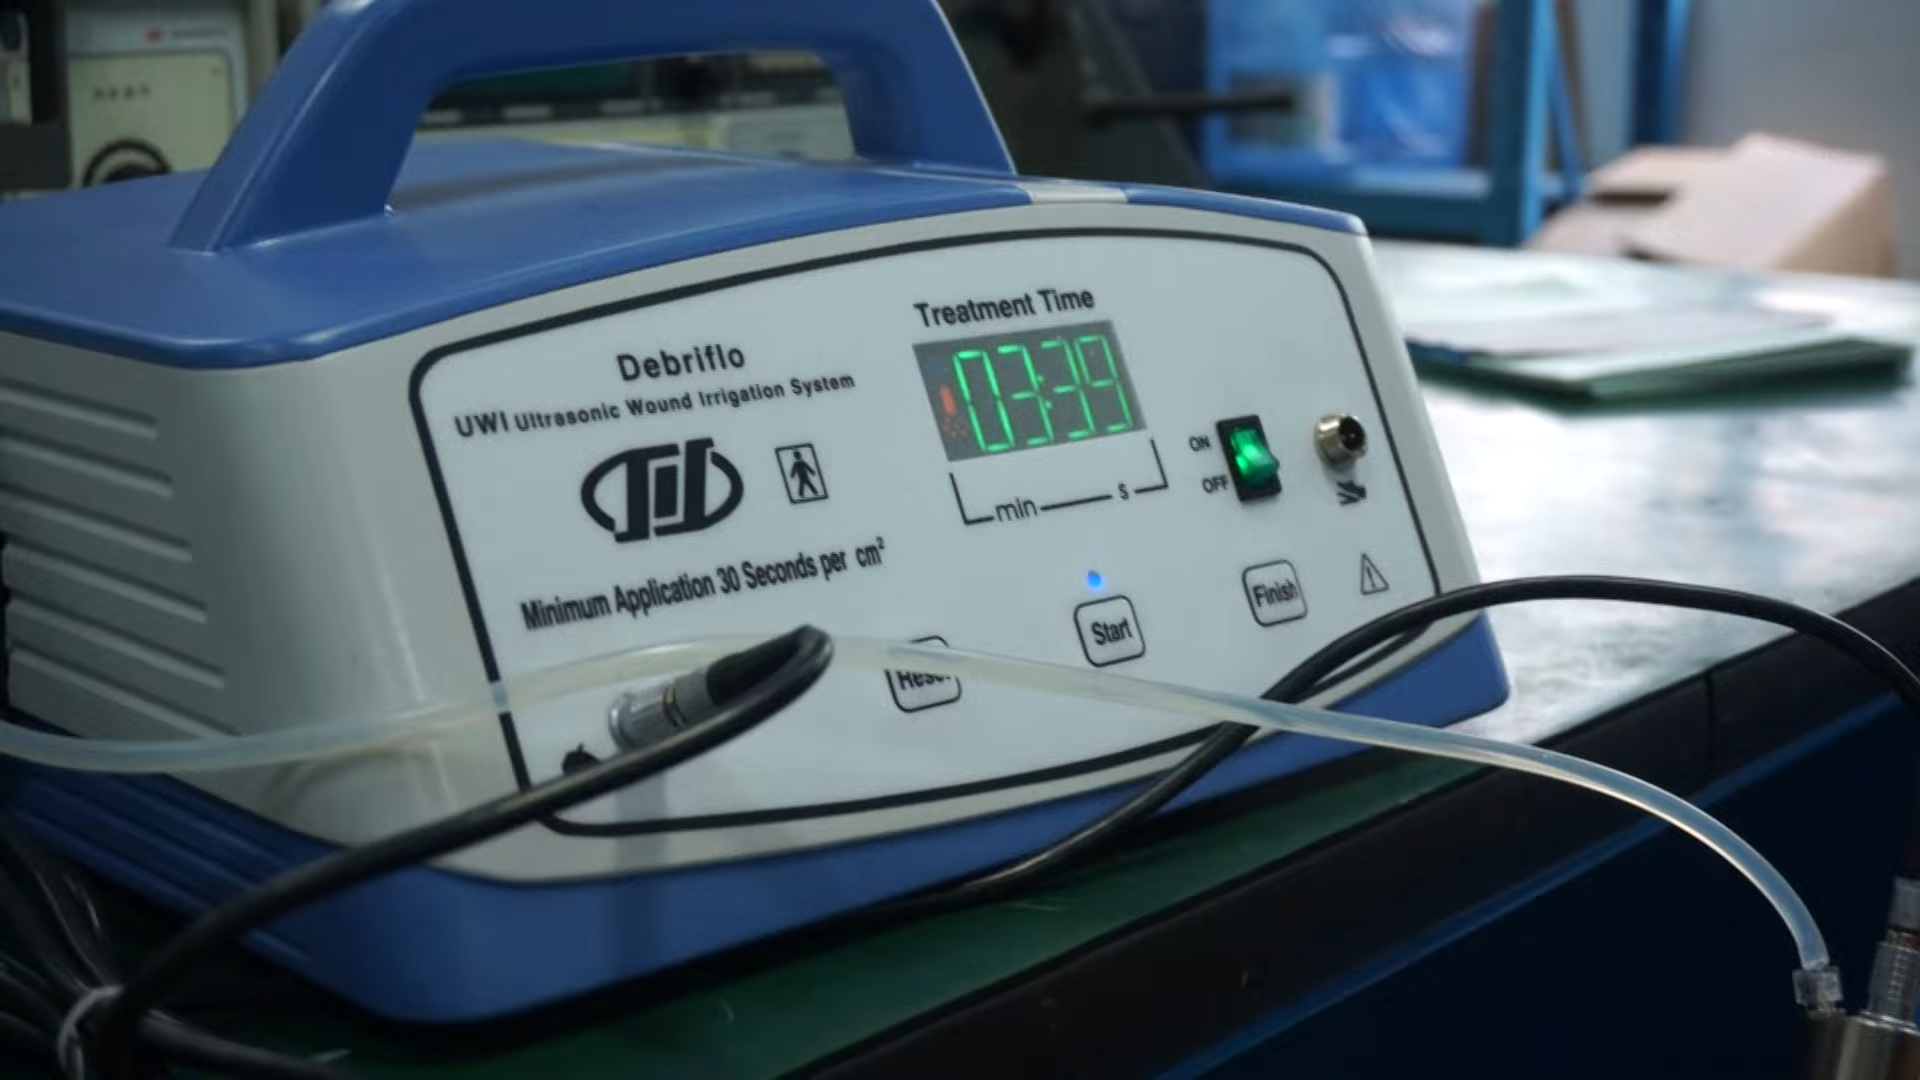 Debriflo
UWI Ultrasonic Wound Irrigation System
Minimum Application 30 Seconds per cm²
Treatment Time
03:39
min s
ON
OFF
Reset
Start
Finish